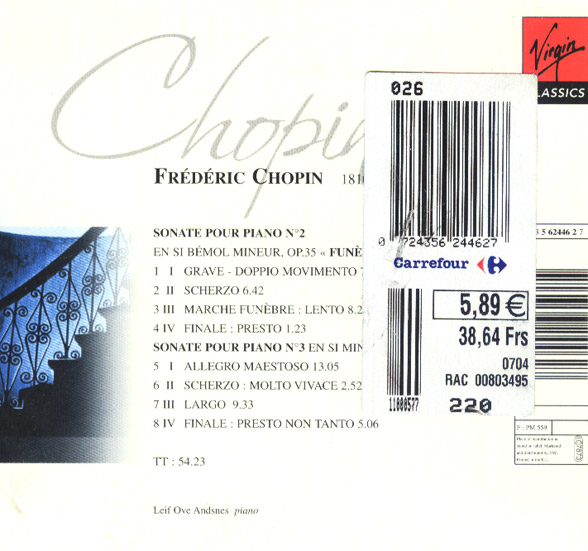 Chopin
Virgin
CLASSICS
FRÉDÉRIC CHOPIN 181
SONATE POUR PIANO N°2
EN SI BÉMOL MINEUR, OP.35 « FUNÈ
1 I GRAVE - DOPPIO MOVIMENTO 7
2 II SCHERZO 6.42
3 III MARCHE FUNÈBRE : LENTO 8.2
4 IV FINALE : PRESTO 1.23
SONATE POUR PIANO N°3 EN SI MIN
5 I ALLEGRO MAESTOSO 13.05
6 II SCHERZO : MOLTO VIVACE 2.52
7 III LARGO 9.33
8 IV FINALE : PRESTO NON TANTO 5.06
TT : 54.23
Leif Ove Andsnes piano
026
0 724356 244627
Carrefour
5,89 €
38,64 Frs
0704
RAC 00803495
11000577
220
3 5 62446 2 7
F : PM 550